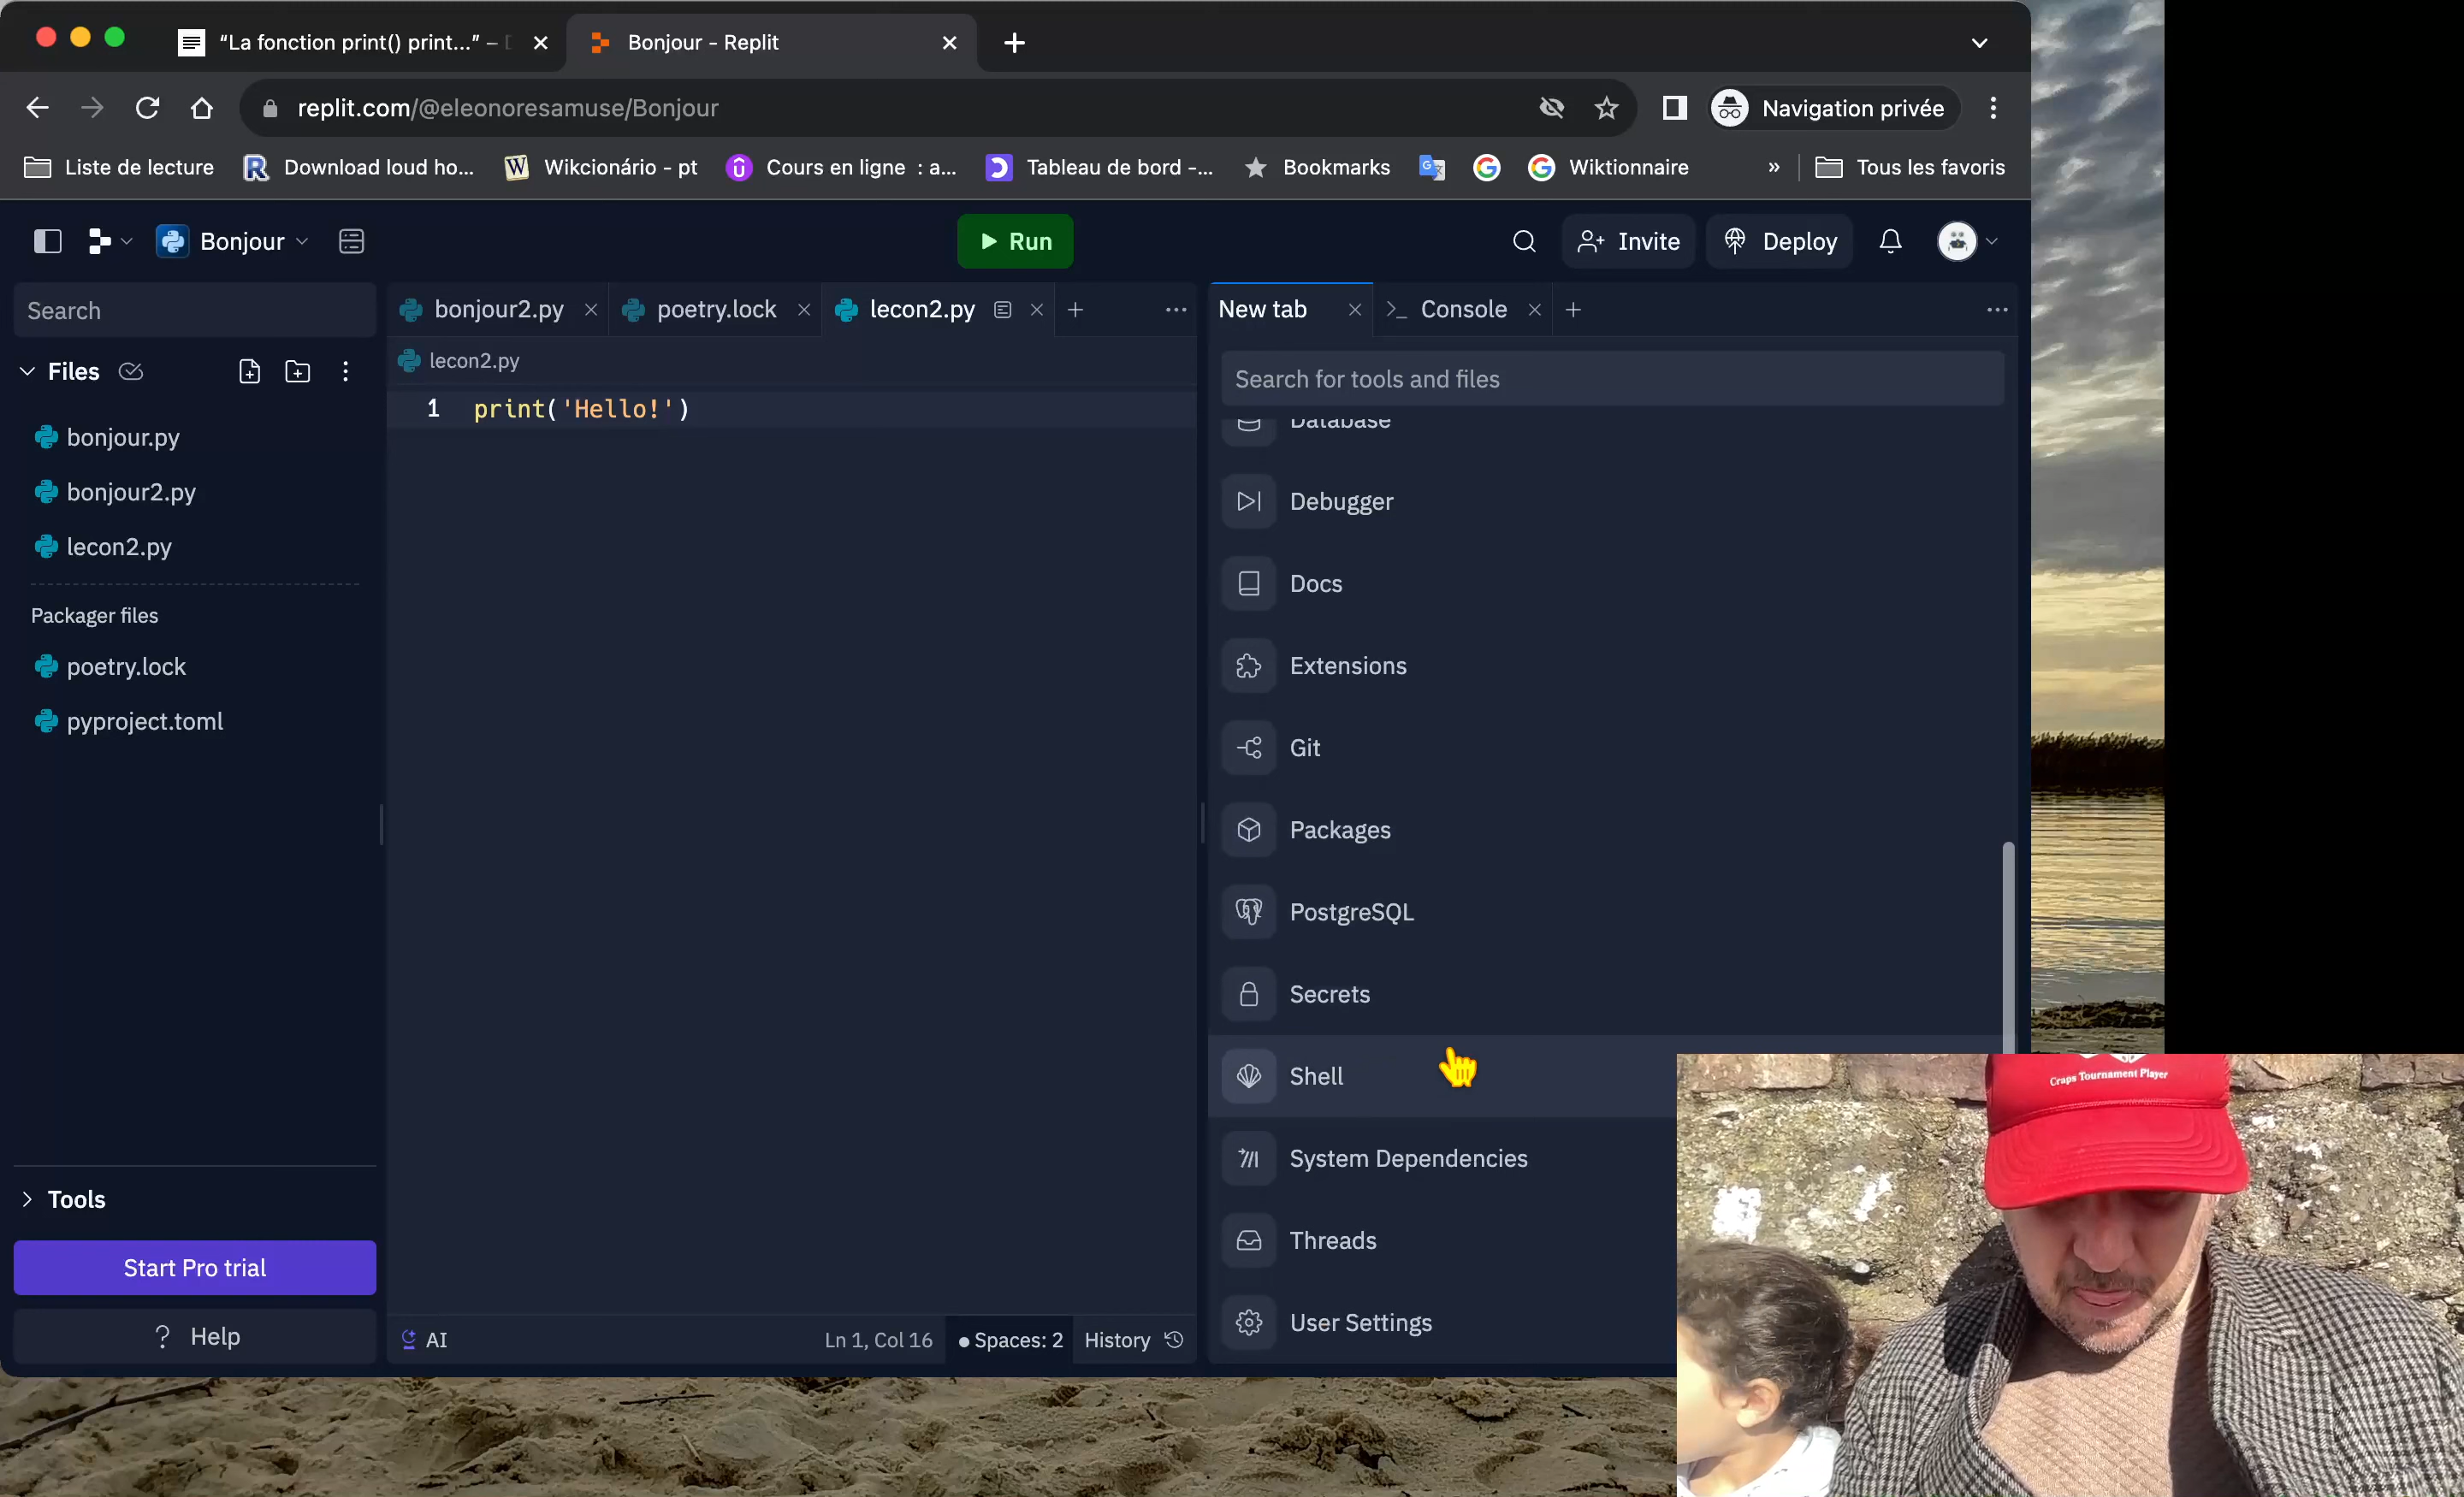 “La fonction print() print...” –
Bonjour - Replit
replit.com/@eleonoresamuse/Bonjour
Navigation privée
Liste de lecture
Download loud ho...
Wikcionário - pt
Cours en ligne : a...
Tableau de bord -...
Bookmarks
Wiktionnaire
Tous les favoris
Bonjour
Run
Invite
Deploy
Search
Files
bonjour.py
bonjour2.py
lecon2.py
Packager files
poetry.lock
pyproject.toml
Tools
Start Pro trial
? Help
bonjour2.py
poetry.lock
lecon2.py
lecon2.py
1 print('Hello!')
AI
Ln 1, Col 16
Spaces: 2
History
New tab
Console
Search for tools and files
Database
Debugger
Docs
Extensions
Git
Packages
PostgreSQL
Secrets
Shell
System Dependencies
Threads
User Settings
Craps Tournament Player